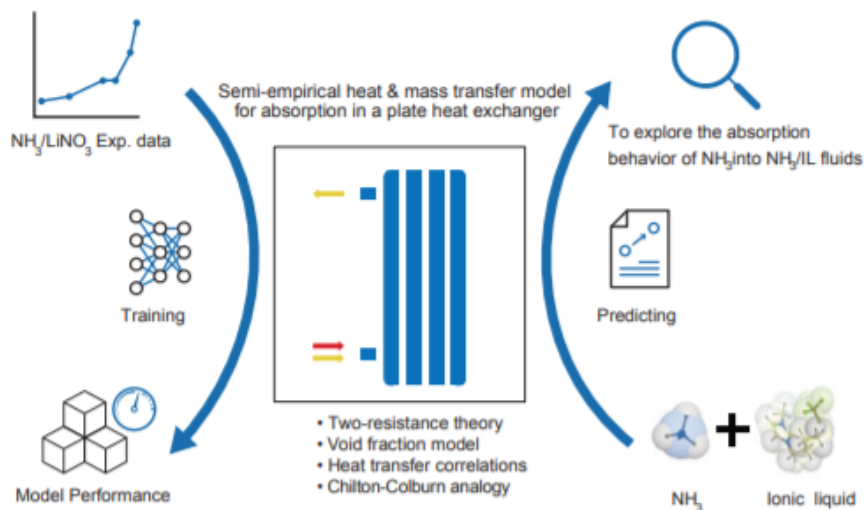 Semi-empirical heat & mass transfer model
for absorption in a plate heat exchanger
NH₃/LiNO₃ Exp. data
Training
Model Performance
• Two-resistance theory
• Void fraction model
• Heat transfer correlations
• Chilton-Colburn analogy
To explore the absorption
behavior of NH₃into NH₃/IL fluids
Predicting
NH₃
Ionic liquid